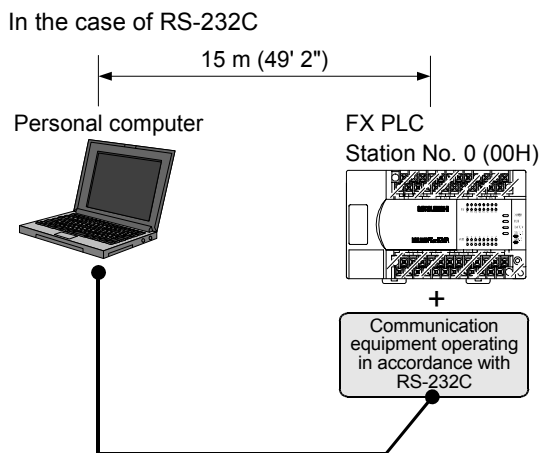 In the case of RS-232C
15 m (49' 2")
Personal computer
FX PLC
Station No. 0 (00H)
MITSUBISHI
+
Communication
equipment operating
in accordance with
RS-232C